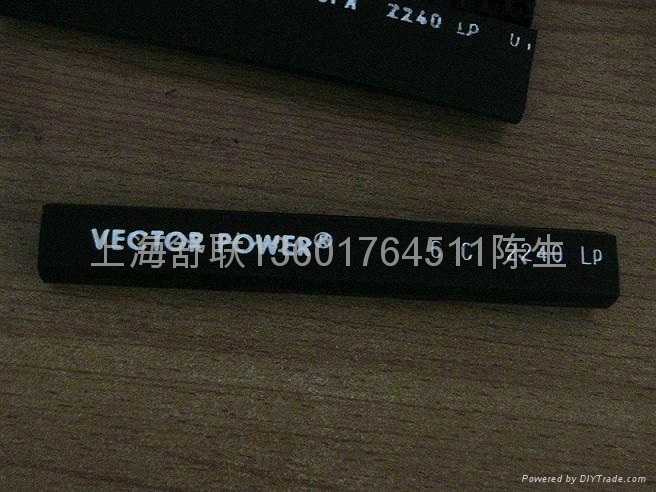 2240 LP
VECTOR POWER® 5 C 2240 Lp
上海舒联13601764511陈生
Powered by DIYTrade.com